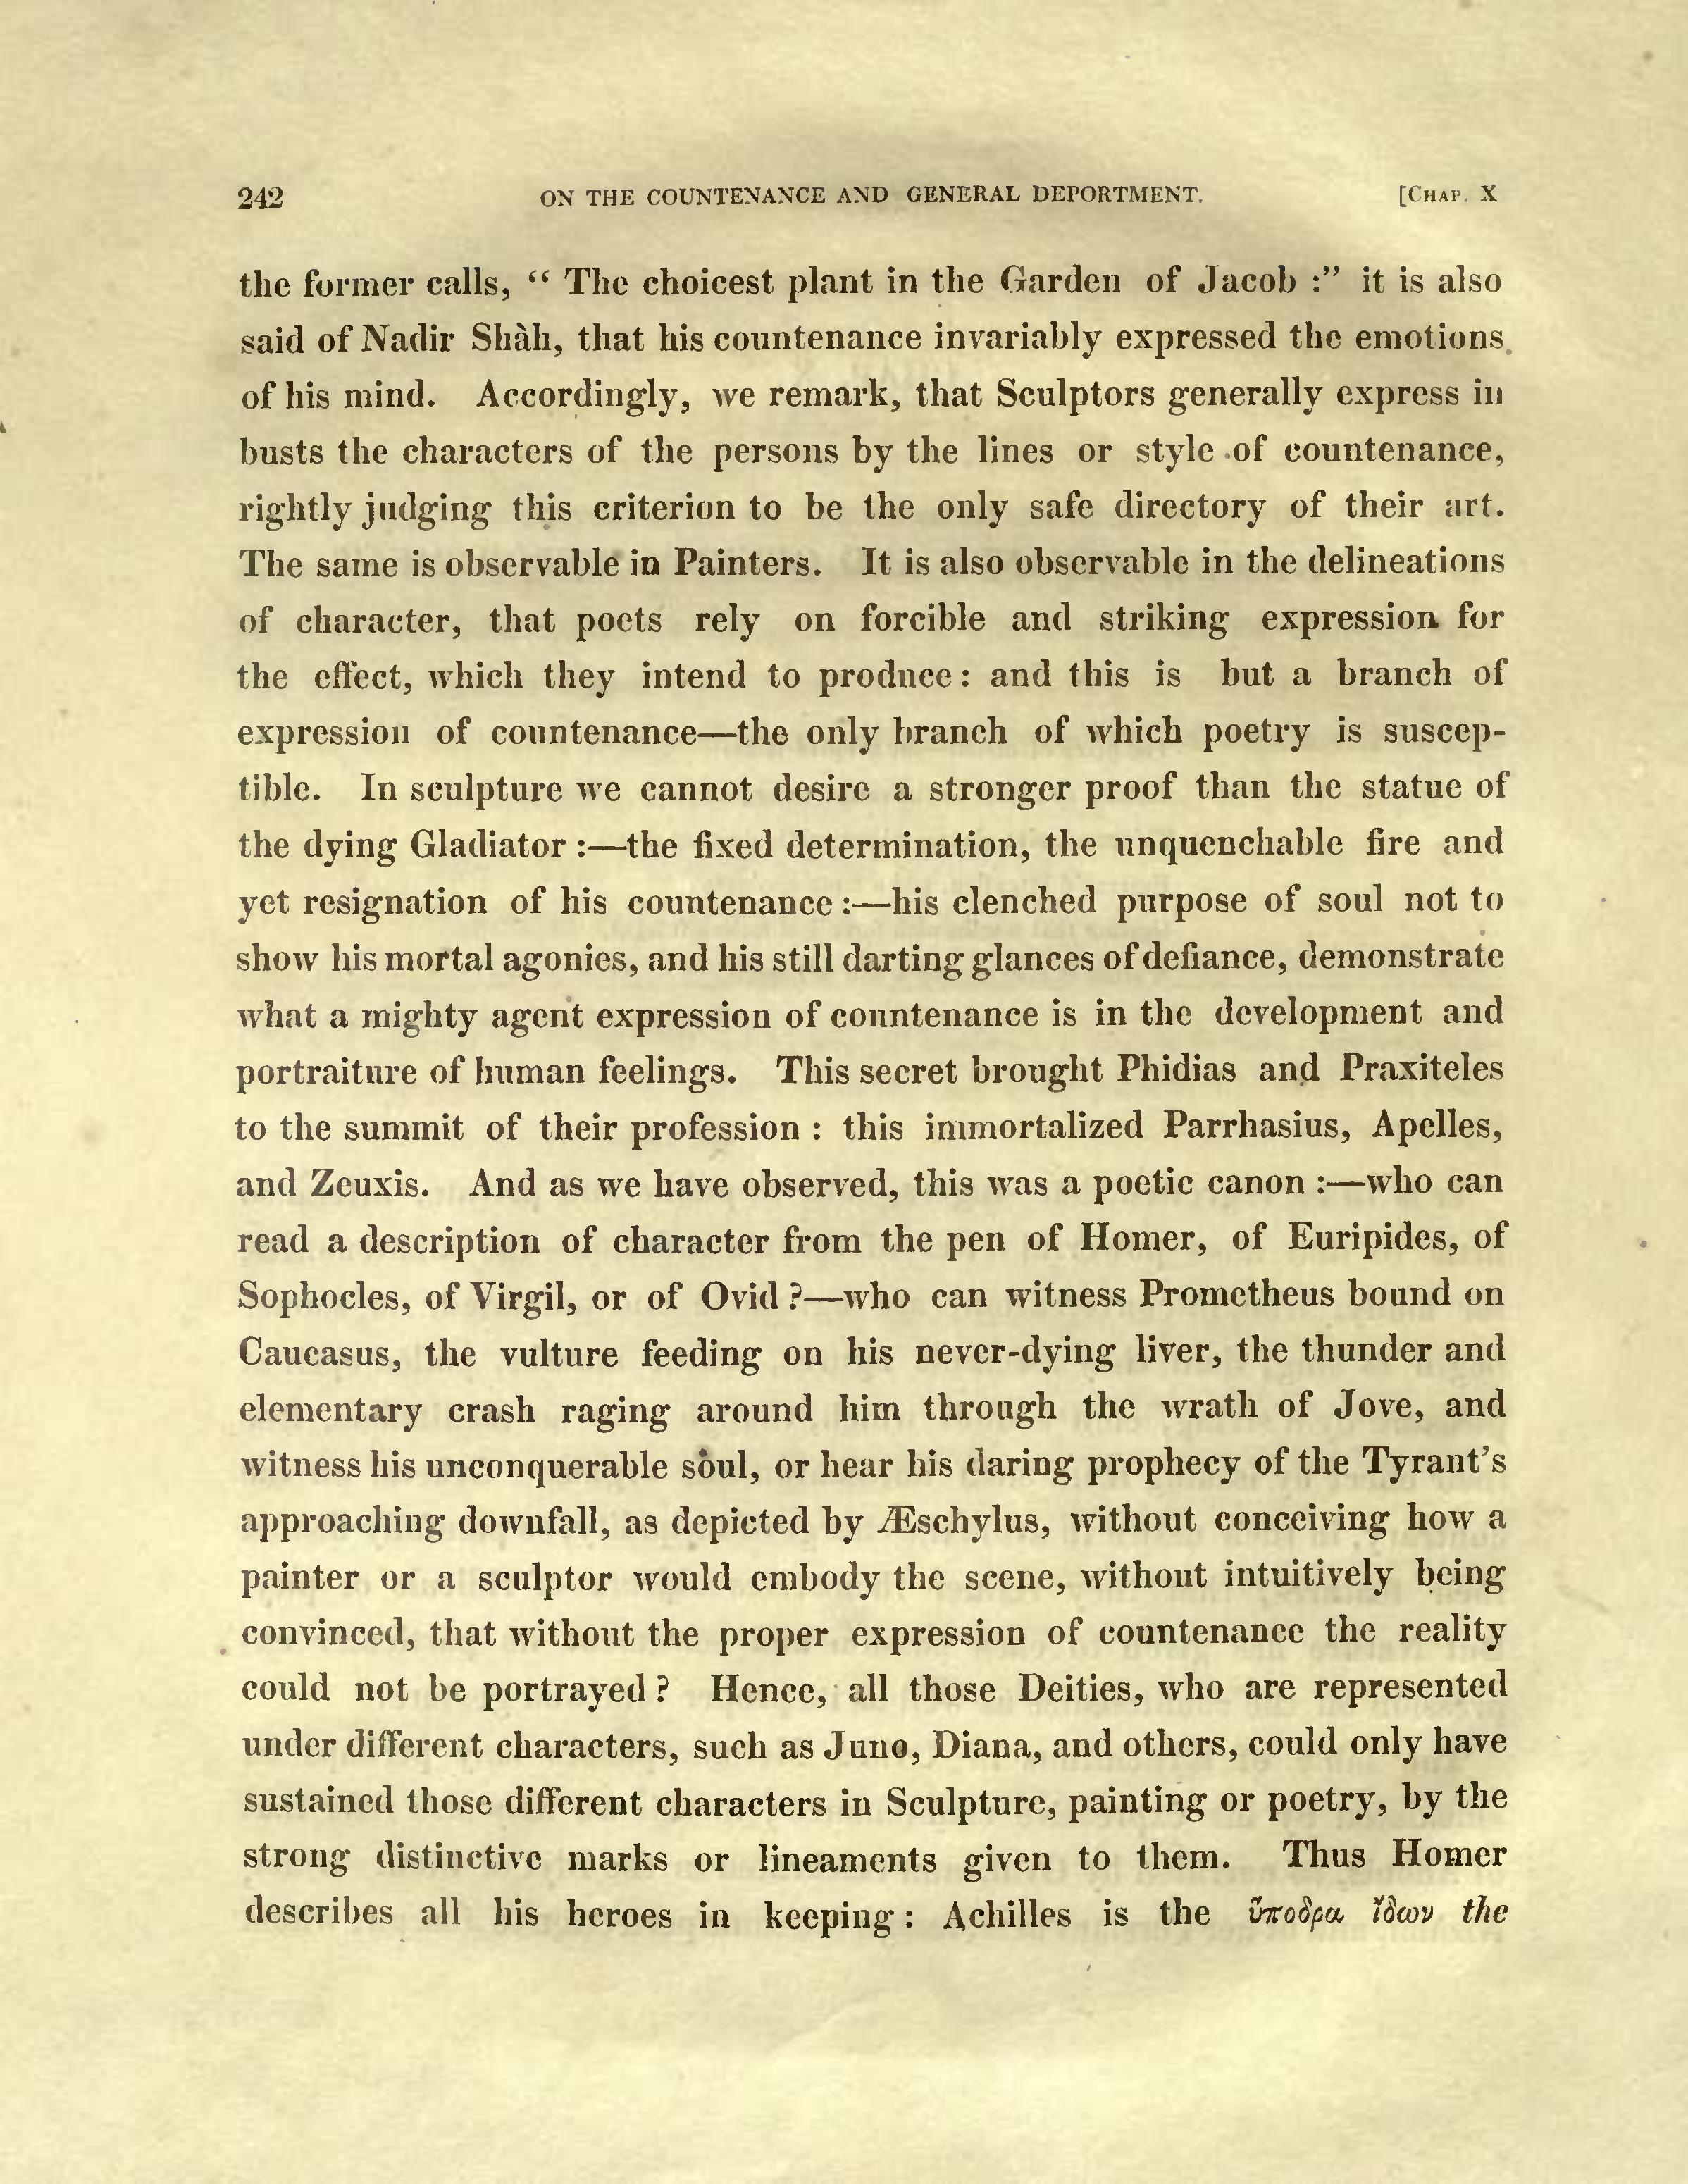 242 ON THE COUNTENANCE AND GENERAL DEPORTMENT. [CHAP. X
the former calls, “ The choicest plant in the Garden of Jacob :” it is also
said of Nadir Shàh, that his countenance invariably expressed the emotions
of his mind. Accordingly, we remark, that Sculptors generally express in
busts the characters of the persons by the lines or style of countenance,
rightly judging this criterion to be the only safe directory of their art.
The same is observable in Painters. It is also observable in the delineations
of character, that poets rely on forcible and striking expression for
the effect, which they intend to produce : and this is but a branch of
expression of countenance—the only branch of which poetry is suscep-
tible. In sculpture we cannot desire a stronger proof than the statue of
the dying Gladiator :—the fixed determination, the unquenchable fire and
yet resignation of his countenance :—his clenched purpose of soul not to
show his mortal agonies, and his still darting glances of defiance, demonstrate
what a mighty agent expression of countenance is in the development and
portraiture of human feelings. This secret brought Phidias and Praxiteles
to the summit of their profession : this immortalized Parrhasius, Apelles,
and Zeuxis. And as we have observed, this was a poetic canon :—who can
read a description of character from the pen of Homer, of Euripides, of
Sophocles, of Virgil, or of Ovid ?—who can witness Prometheus bound on
Caucasus, the vulture feeding on his never-dying liver, the thunder and
elementary crash raging around him through the wrath of Jove, and
witness his unconquerable soul, or hear his daring prophecy of the Tyrant’s
approaching downfall, as depicted by Æschylus, without conceiving how a
painter or a sculptor would embody the scene, without intuitively being
convinced, that without the proper expression of countenance the reality
could not be portrayed ? Hence, all those Deities, who are represented
under different characters, such as Juno, Diana, and others, could only have
sustained those different characters in Sculpture, painting or poetry, by the
strong distinctive marks or lineaments given to them. Thus Homer
describes all his heroes in keeping : Achilles is the ὕποδρα ἴδων the